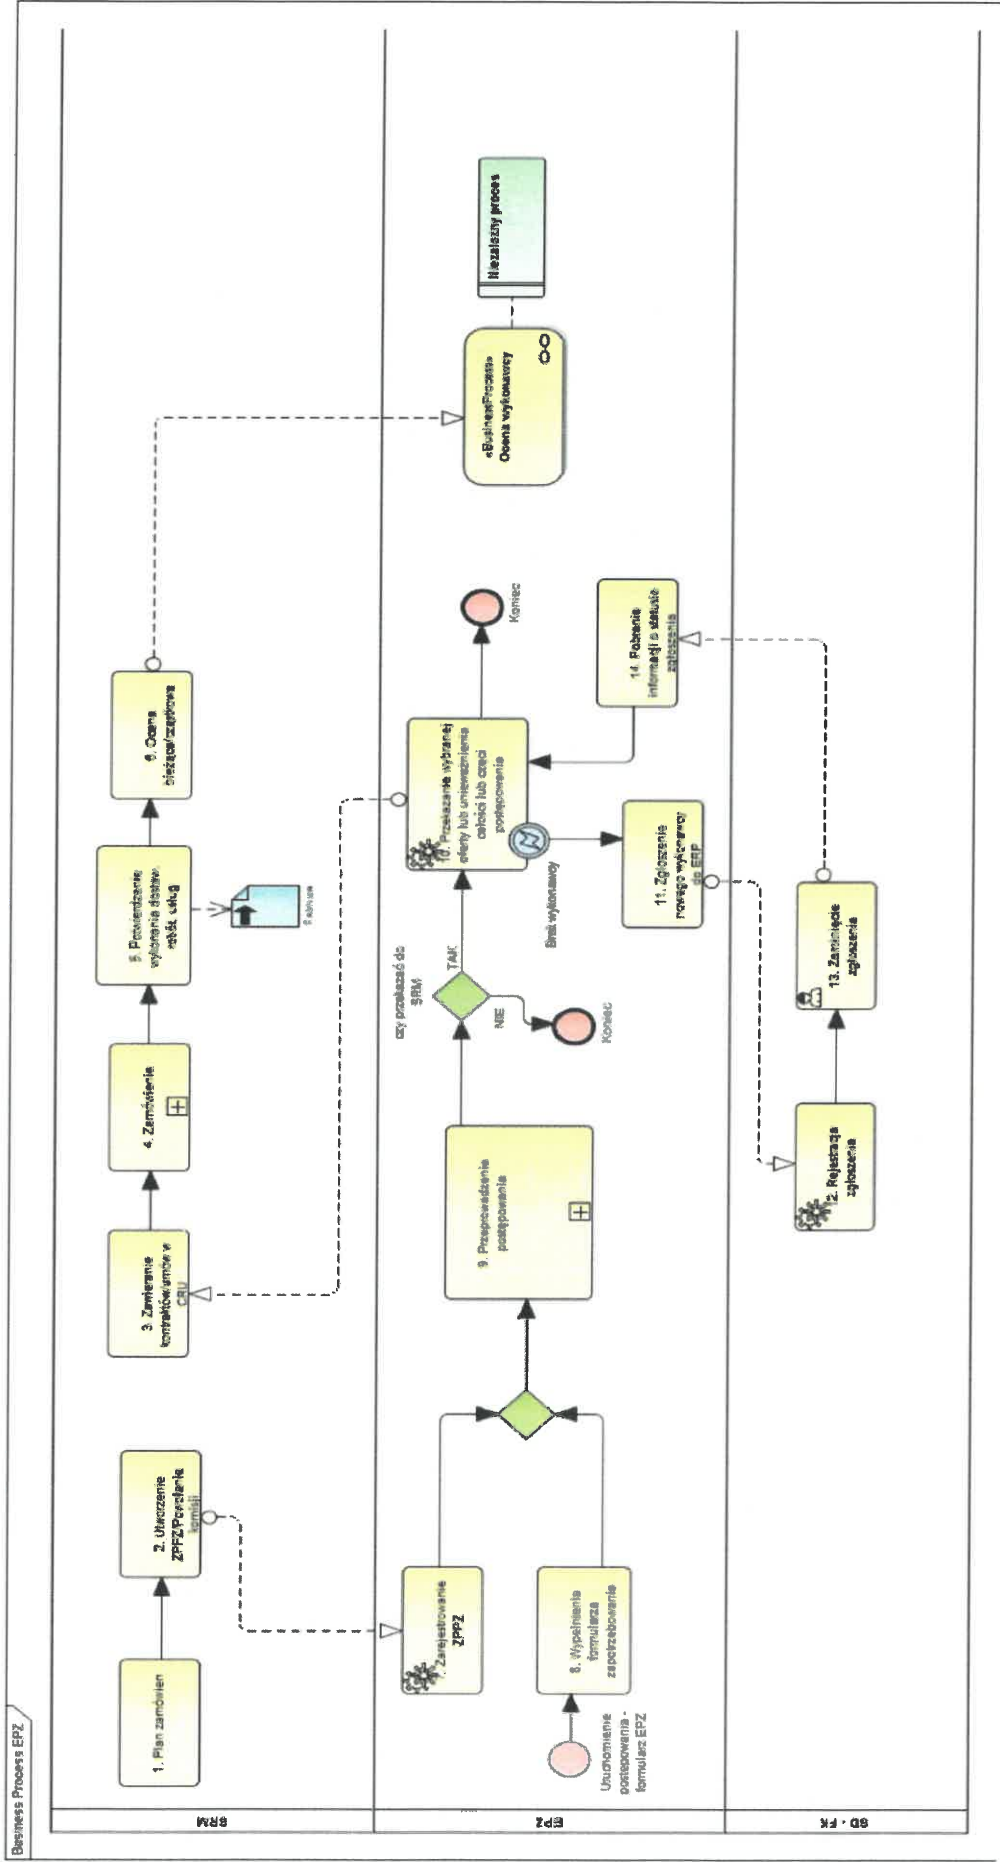 Business Process EPZ
SRM
1. Plan zamówień
2. Utworzenie
ZPPZ/Powołanie
komisji
3. Zawieranie
kontraktów/umów w
CRU
4. Zamówienie
5. Potwierdzenie
wykonania dostaw,
robót, usług
Faktura
6. Ocena
bieżąca/cząstkowa
EPZ
Uruchomienie
postępowania -
formularz EPZ
7. Zarejestrowanie
ZPPZ
8. Wypełnienie
formularza
zapotrzebowania
9. Przeprowadzenie
postępowania
czy przekazać do
SRM
TAK
NIE
Koniec
10. Przekazanie wybranej
oferty lub unieważnienia
całości lub części
postępowania
Brak wykonawcy
Koniec
11. Zgłoszenie
nowego wykonawcy
do ERP
14. Pobranie
informacji o statusie
zgłoszenia
«BusinessProcess»
Ocena wykonawcy
Niezależny proces
SD - FK
12. Rejestracja
zgłoszenia
13. Zamknięcie
zgłoszenia